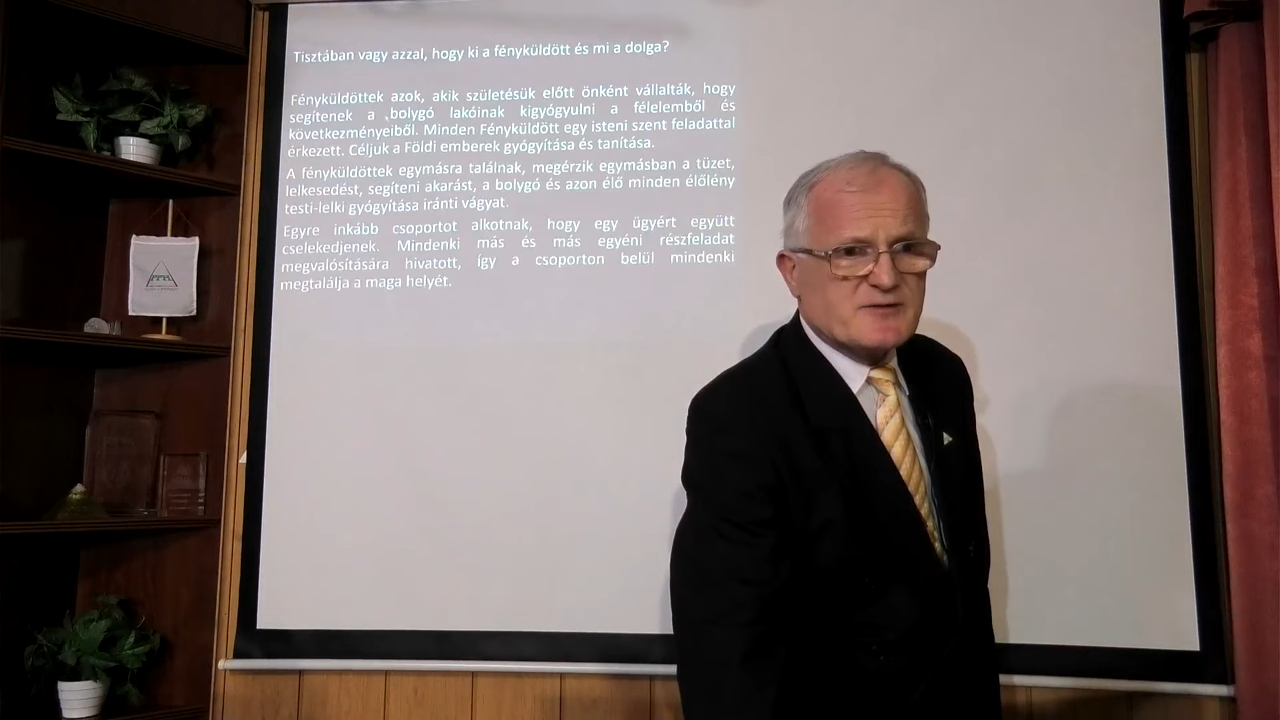 Tisztában vagy azzal, hogy ki a fényküldött és mi a dolga?
Fényküldöttek azok, akik születésük előtt önként vállalták, hogy
segítenek a bolygó lakóinak kigyógyulni a félelemből és
következményeiből. Minden Fényküldött egy isteni szent feladattal
érkezett. Céljuk a Földi emberek gyógyítása és tanítása.
A fényküldöttek egymásra találnak, megérzik egymásban a tüzet,
lelkesedést, segíteni akarást, a bolygó és azon élő minden élőlény
testi-lelki gyógyítása iránti vágyat.
Egyre inkább csoportot alkotnak, hogy egy ügyért együtt
cselekedjenek. Mindenki más és más egyéni részfeladat
megvalósítására hivatott, így a csoporton belül mindenki
megtalálja a maga helyét.